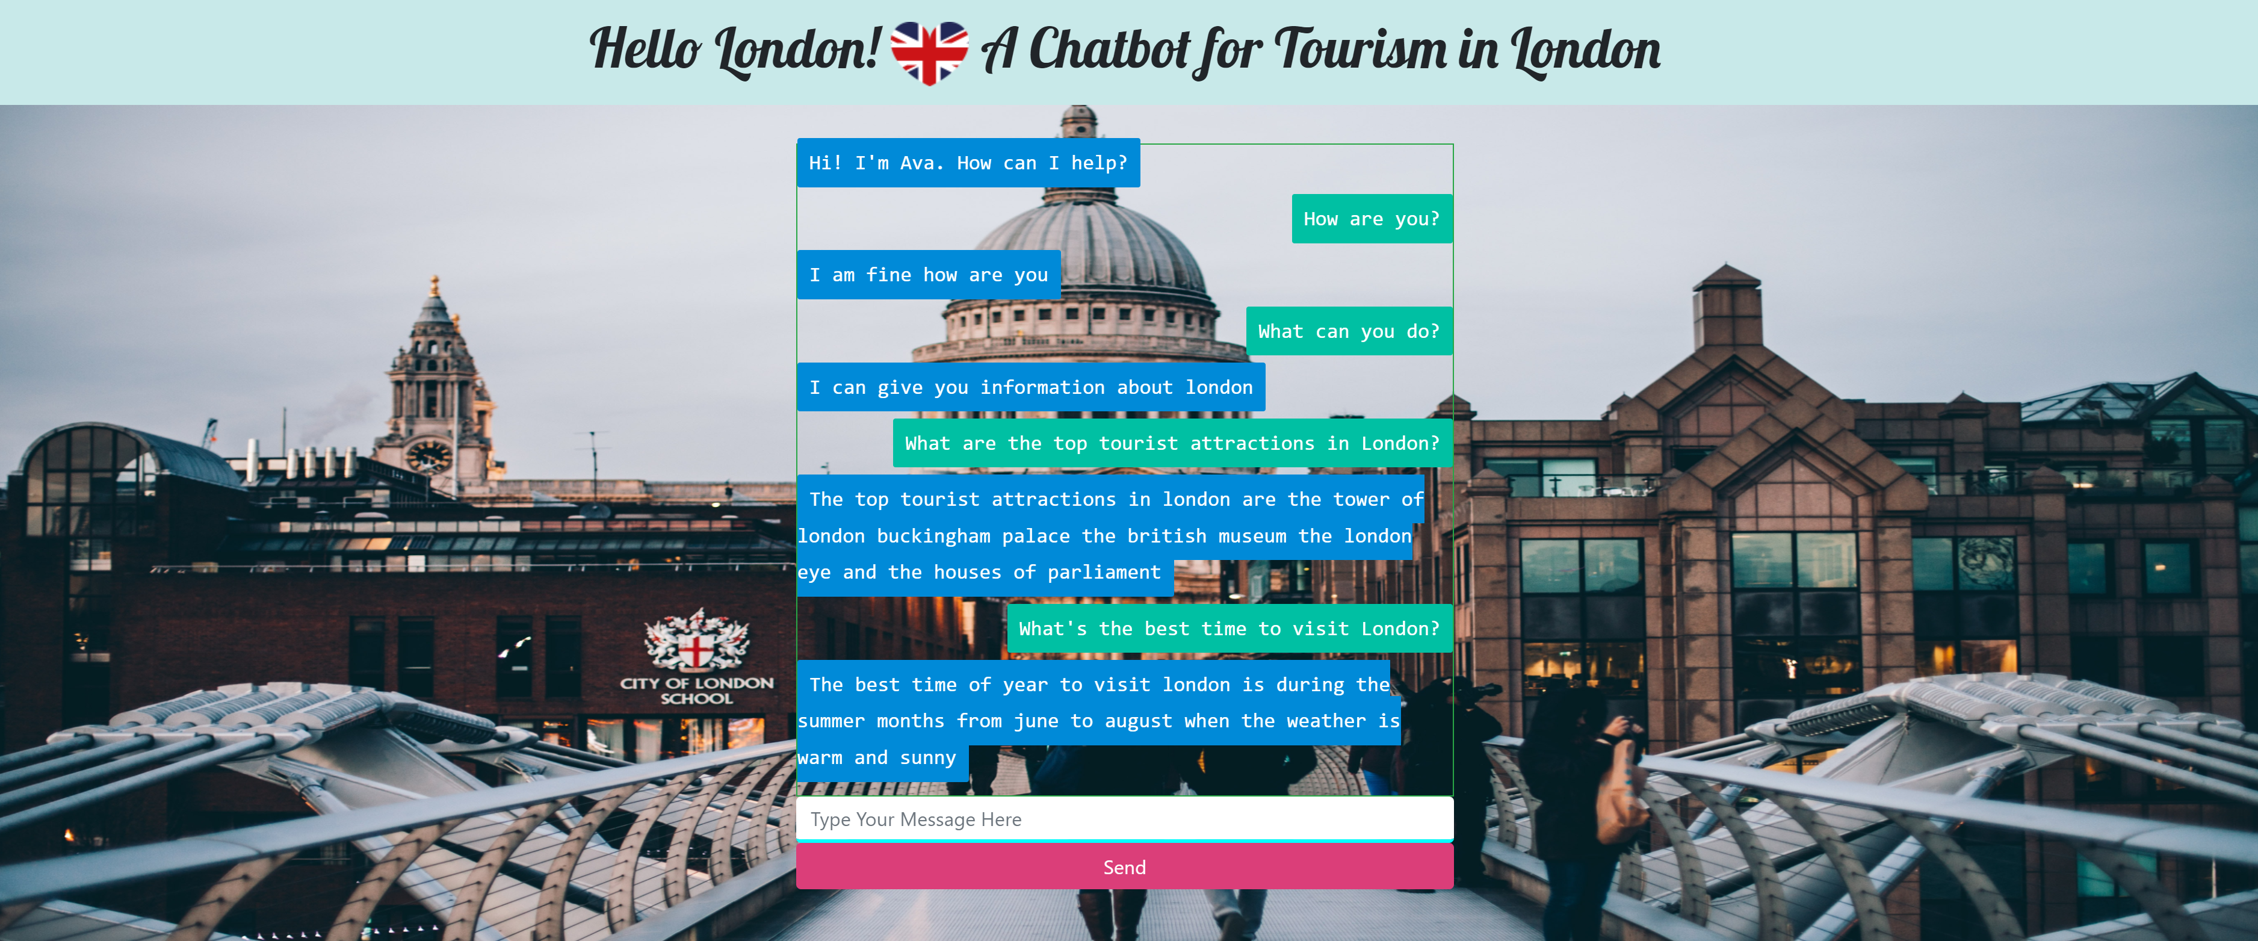 Hello London! A Chatbot for Tourism in London
Hi! I'm Ava. How can I help?
How are you?
I am fine how are you
What can you do?
I can give you information about london
What are the top tourist attractions in London?
The top tourist attractions in london are the tower of
london buckingham palace the british museum the london
eye and the houses of parliament
What's the best time to visit London?
CITY OF LONDON
SCHOOL
The best time of year to visit london is during the
summer months from june to august when the weather is
warm and sunny
Type Your Message Here
Send